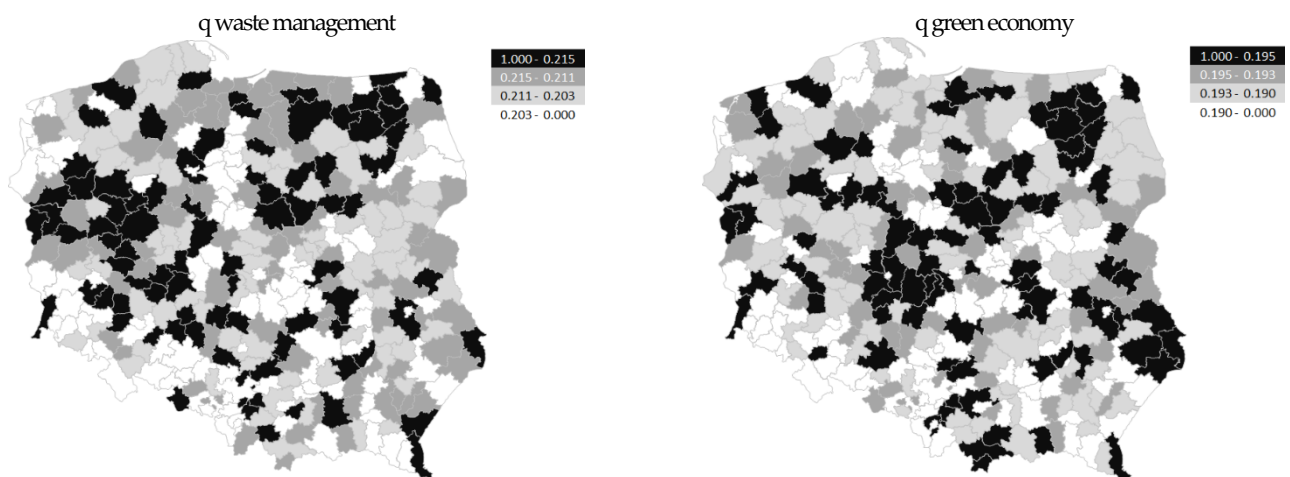 q waste management
1.000 - 0.215
0.215 - 0.211
0.211 - 0.203
0.203 - 0.000
q green economy
1.000 - 0.195
0.195 - 0.193
0.193 - 0.190
0.190 - 0.000